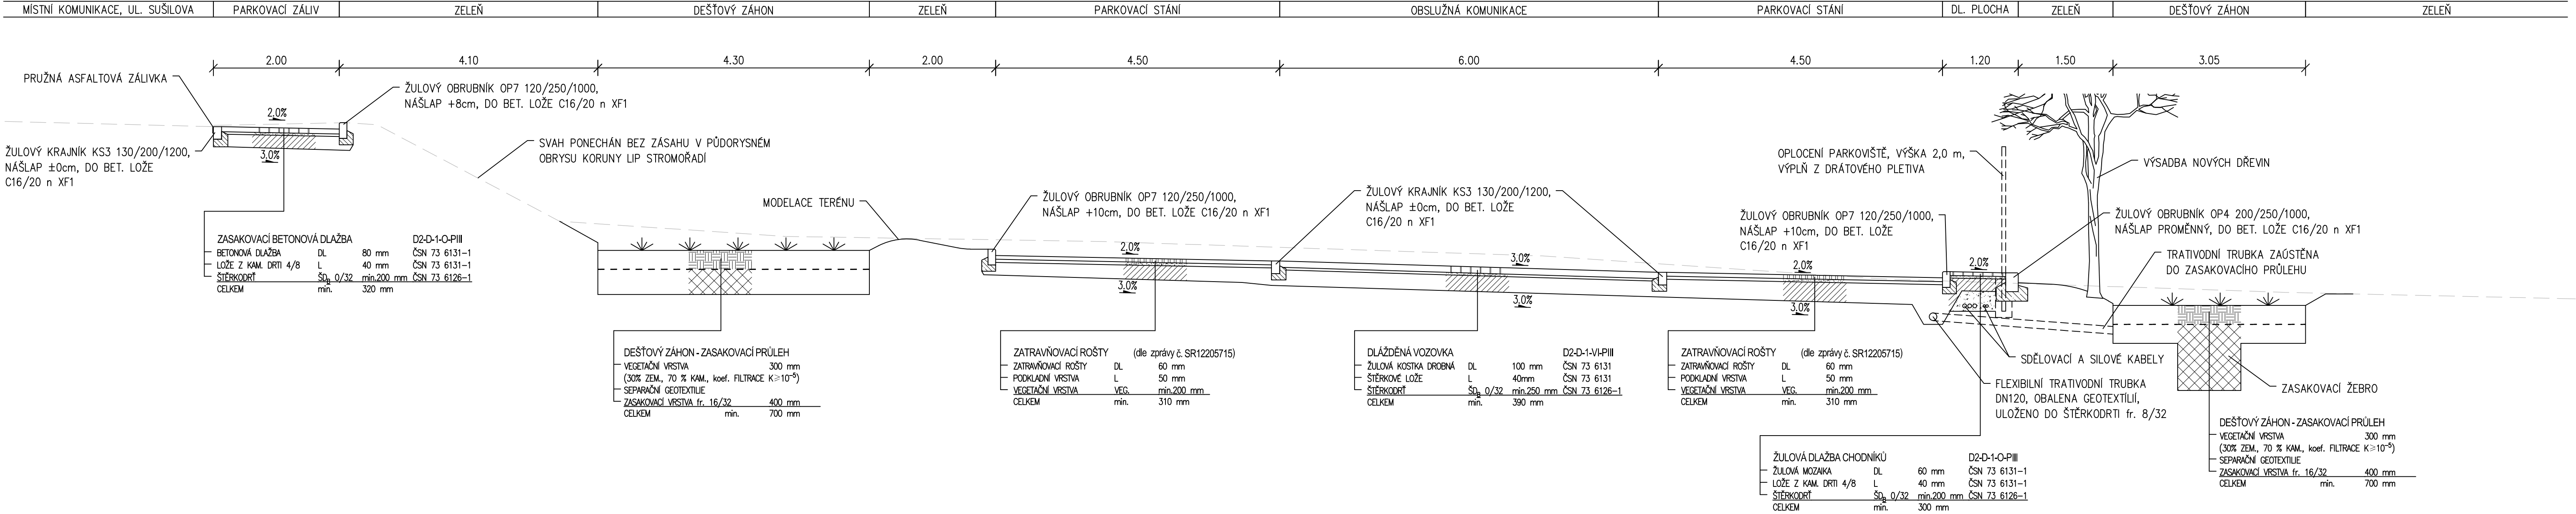 MÍSTNÍ KOMUNIKACE, UL. SUŠILOVA
PARKOVACÍ ZÁLIV
ZELEŇ
DEŠŤOVÝ ZÁHON
ZELEŇ
PARKOVACÍ STÁNÍ
OBSLUŽNÁ KOMUNIKACE
PARKOVACÍ STÁNÍ
DL. PLOCHA
ZELEŇ
DEŠŤOVÝ ZÁHON
ZELEŇ
2.00
4.10
4.30
2.00
4.50
6.00
4.50
1.20
1.50
3.05
PRUŽNÁ ASFALTOVÁ ZÁLIVKA
ŽULOVÝ OBRUBNÍK OP7 120/250/1000,
NÁŠLAP +8cm, DO BET. LOŽE C16/20 n XF1
2,0%
3,0%
ŽULOVÝ KRAJNÍK KS3 130/200/1200,
NÁŠLAP ±0cm, DO BET. LOŽE
C16/20 n XF1
SVAH PONECHÁN BEZ ZÁSAHU V PŮDORYSNÉM
OBRYSU KORUNY LIP STROMOŘADÍ
MODELACE TERÉNU
ŽULOVÝ OBRUBNÍK OP7 120/250/1000,
NÁŠLAP +10cm, DO BET. LOŽE C16/20 n XF1
ŽULOVÝ KRAJNÍK KS3 130/200/1200,
NÁŠLAP ±0cm, DO BET. LOŽE
C16/20 n XF1
OPLOCENÍ PARKOVIŠTĚ, VÝŠKA 2,0 m,
VÝPLŇ Z DRÁTOVÉHO PLETIVA
VÝSADBA NOVÝCH DŘEVIN
ŽULOVÝ OBRUBNÍK OP7 120/250/1000,
NÁŠLAP +10cm, DO BET. LOŽE
C16/20 n XF1
ŽULOVÝ OBRUBNÍK OP4 200/250/1000,
NÁŠLAP PROMĚNNÝ, DO BET. LOŽE C16/20 n XF1
TRATIVODNÍ TRUBKA ZAÚSTĚNA
DO ZASAKOVACÍHO PRŮLEHU
2,0%
3,0%
3,0%
3,0%
2,0%
3,0%
2,0%
ZASAKOVACÍ BETONOVÁ DLAŽBA D2-D-1-O-PIII
BETONOVÁ DLAŽBA DL 80 mm ČSN 73 6131-1
LOŽE Z KAM. DRTI 4/8 L 40 mm ČSN 73 6131-1
ŠTĚRKODRŤ ŠDB 0/32 min.200 mm ČSN 73 6126-1
CELKEM min. 320 mm
DEŠŤOVÝ ZÁHON - ZASAKOVACÍ PRŮLEH
VEGETAČNÍ VRSTVA 300 mm
(30% ZEM., 70 % KAM., koef. FILTRACE K≥10⁻⁵)
SEPARAČNÍ GEOTEXTILIE
ZASAKOVACÍ VRSTVA fr. 16/32 400 mm
CELKEM min. 700 mm
ZATRAVŇOVACÍ ROŠTY (dle zprávy č. SR12205715)
ZATRAVŇOVACÍ ROŠTY DL 60 mm
PODKLADNÍ VRSTVA L 50 mm
VEGETAČNÍ VRSTVA VEG. min.200 mm
CELKEM min. 310 mm
DLÁŽDĚNÁ VOZOVKA D2-D-1-VI-PIII
ŽULOVÁ KOSTKA DROBNÁ DL 100 mm ČSN 73 6131
ŠTĚRKOVÉ LOŽE L 40mm ČSN 73 6131
ŠTĚRKODRŤ ŠDB 0/32 min.250 mm ČSN 73 6126-1
CELKEM min. 390 mm
ZATRAVŇOVACÍ ROŠTY (dle zprávy č. SR12205715)
ZATRAVŇOVACÍ ROŠTY DL 60 mm
PODKLADNÍ VRSTVA L 50 mm
VEGETAČNÍ VRSTVA VEG. min.200 mm
CELKEM min. 310 mm
SDĚLOVACÍ A SILOVÉ KABELY
FLEXIBILNÍ TRATIVODNÍ TRUBKA
DN120, OBALENA GEOTEXTÍLIÍ,
ULOŽENO DO ŠTĚRKODRTI fr. 8/32
ZASAKOVACÍ ŽEBRO
ŽULOVÁ DLAŽBA CHODNÍKŮ D2-D-1-O-PIII
ŽULOVÁ MOZAIKA DL 60 mm ČSN 73 6131-1
LOŽE Z KAM. DRTI 4/8 L 40 mm ČSN 73 6131-1
ŠTĚRKODRŤ ŠDB 0/32 min.200 mm ČSN 73 6126-1
CELKEM min. 300 mm
DEŠŤOVÝ ZÁHON - ZASAKOVACÍ PRŮLEH
VEGETAČNÍ VRSTVA 300 mm
(30% ZEM., 70 % KAM., koef. FILTRACE K≥10⁻⁵)
SEPARAČNÍ GEOTEXTILIE
ZASAKOVACÍ VRSTVA fr. 16/32 400 mm
CELKEM min. 700 mm